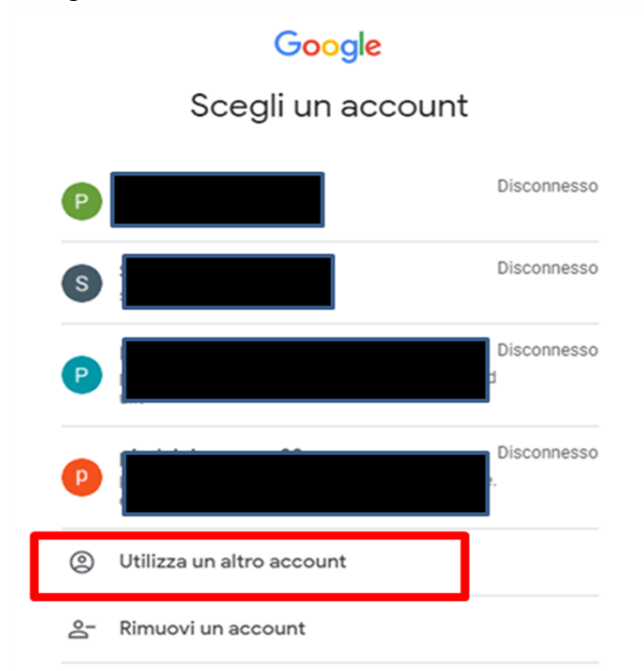 Google
Scegli un account
P
Disconnesso
S
Disconnesso
P
Disconnesso
p
Disconnesso
Utilizza un altro account
Rimuovi un account